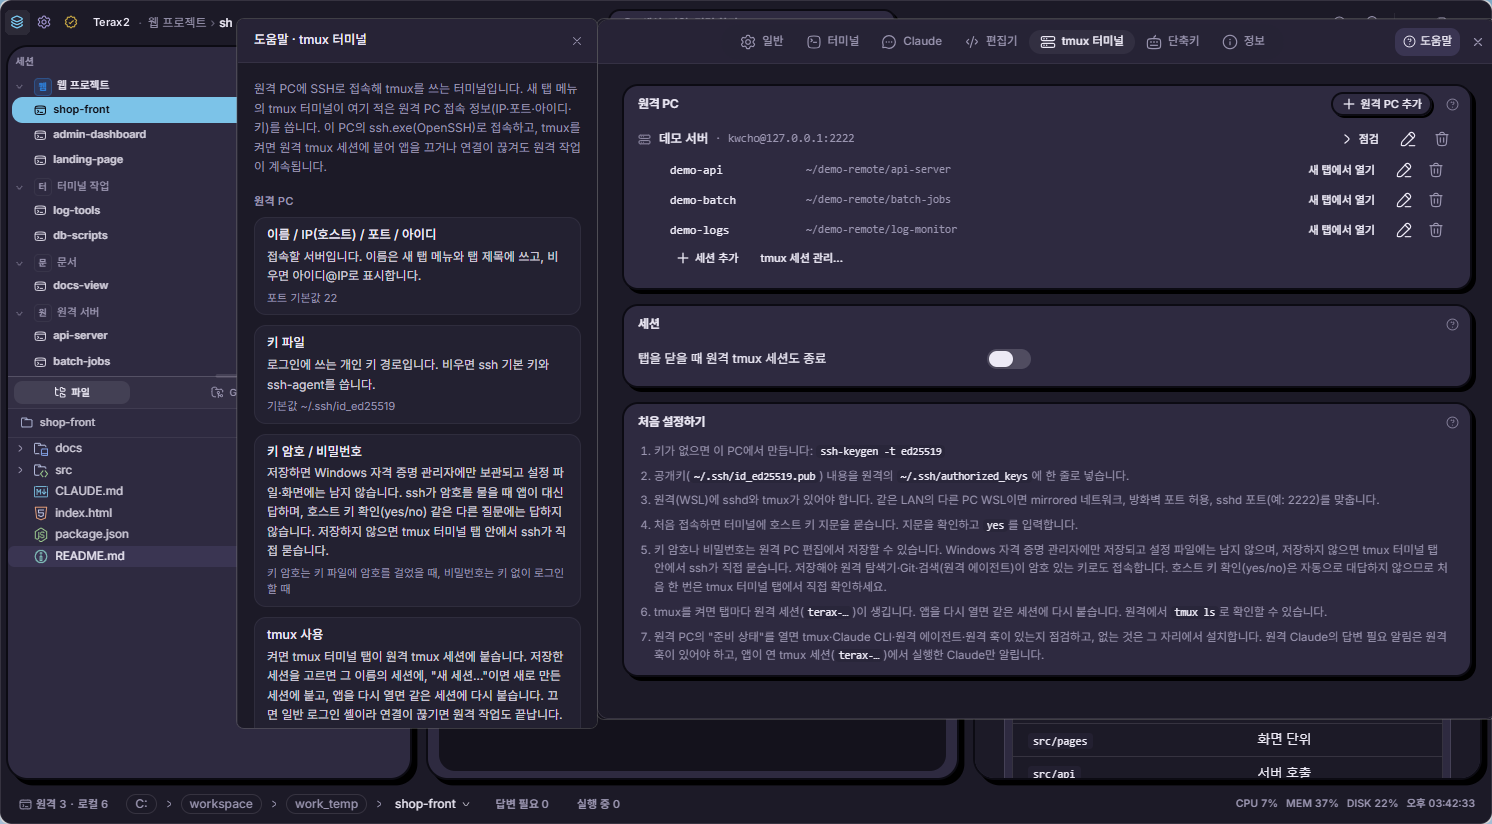 Terax2 · 웹 프로젝트 › sh
세션
웹 웹 프로젝트
shop-front
admin-dashboard
landing-page
터 터미널 작업
log-tools
db-scripts
문 문서
docs-view
원 원격 서버
api-server
batch-jobs
파일
G
shop-front
docs
src
CLAUDE.md
index.html
package.json
README.md
도움말 · tmux 터미널
원격 PC에 SSH로 접속해 tmux를 쓰는 터미널입니다. 새 탭 메뉴
의 tmux 터미널이 여기 적은 원격 PC 접속 정보(IP·포트·아이디·
키)를 씁니다. 이 PC의 ssh.exe(OpenSSH)로 접속하고, tmux를
켜면 원격 tmux 세션에 붙어 앱을 끄거나 연결이 끊겨도 원격 작업
이 계속됩니다.
원격 PC
이름 / IP(호스트) / 포트 / 아이디
접속할 서버입니다. 이름은 새 탭 메뉴와 탭 제목에 쓰고, 비
우면 아이디@IP로 표시합니다.
포트 기본값 22
키 파일
로그인에 쓰는 개인 키 경로입니다. 비우면 ssh 기본 키와
ssh-agent를 씁니다.
기본값 ~/.ssh/id_ed25519
키 암호 / 비밀번호
저장하면 Windows 자격 증명 관리자에만 보관되고 설정 파
일·화면에는 남지 않습니다. ssh가 암호를 물을 때 앱이 대신
답하며, 호스트 키 확인(yes/no) 같은 다른 질문에는 답하지
않습니다. 저장하지 않으면 tmux 터미널 탭 안에서 ssh가 직
접 묻습니다.
키 암호는 키 파일에 암호를 걸었을 때, 비밀번호는 키 없이 로그인
할 때
tmux 사용
켜면 tmux 터미널 탭이 원격 tmux 세션에 붙습니다. 저장한
세션을 고르면 그 이름의 세션에, "새 세션…"이면 새로 만든
세션에 붙고, 앱을 다시 열면 같은 세션에 다시 붙습니다. 끄
면 일반 로그인 셸이라 연결이 끊기면 원격 작업도 끝납니다.
일반 터미널 Claude 편집기 tmux 터미널 단축키 정보 도움말
원격 PC 원격 PC 추가
데모 서버 · kwcho@127.0.0.1:2222 점검
demo-api ~/demo-remote/api-server 새 탭에서 열기
demo-batch ~/demo-remote/batch-jobs 새 탭에서 열기
demo-logs ~/demo-remote/log-monitor 새 탭에서 열기
세션 추가 tmux 세션 관리...
세션
탭을 닫을 때 원격 tmux 세션도 종료
처음 설정하기
1. 키가 없으면 이 PC에서 만듭니다: ssh-keygen -t ed25519
2. 공개키( ~/.ssh/id_ed25519.pub ) 내용을 원격의 ~/.ssh/authorized_keys 에 한 줄로 넣습니다.
3. 원격(WSL)에 sshd와 tmux가 있어야 합니다. 같은 LAN의 다른 PC WSL이면 mirrored 네트워크, 방화벽 포트 허용, sshd 포트(예: 2222)를 맞춥니다.
4. 처음 접속하면 터미널에 호스트 키 지문을 묻습니다. 지문을 확인하고 yes 를 입력합니다.
5. 키 암호나 비밀번호는 원격 PC 편집에서 저장할 수 있습니다. Windows 자격 증명 관리자에만 저장되고 설정 파일에는 남지 않으며, 저장하지 않으면 tmux 터미널 탭
안에서 ssh가 직접 묻습니다. 저장해야 원격 탐색기·Git·검색(원격 에이전트)이 암호 있는 키로도 접속합니다. 호스트 키 확인(yes/no)은 자동으로 대답하지 않으므로 처
음 한 번은 tmux 터미널 탭에서 직접 확인하세요.
6. tmux를 켜면 탭마다 원격 세션( terax-… )이 생깁니다. 앱을 다시 열면 같은 세션에 다시 붙습니다. 원격에서 tmux ls 로 확인할 수 있습니다.
7. 원격 PC의 "준비 상태"를 열면 tmux·Claude CLI·원격 에이전트·원격 훅이 있는지 점검하고, 없는 것은 그 자리에서 설치합니다. 원격 Claude의 답변 필요 알림은 원격
훅이 있어야 하고, 앱이 연 tmux 세션( terax-… )에서 실행한 Claude만 알립니다.
src/pages 화면 단위
src/api 서버 호출
원격 3 · 로컬 6 C: › workspace › work_temp › shop-front 답변 필요 0 실행 중 0 CPU 7% MEM 37% DISK 22% 오후 03:42:33